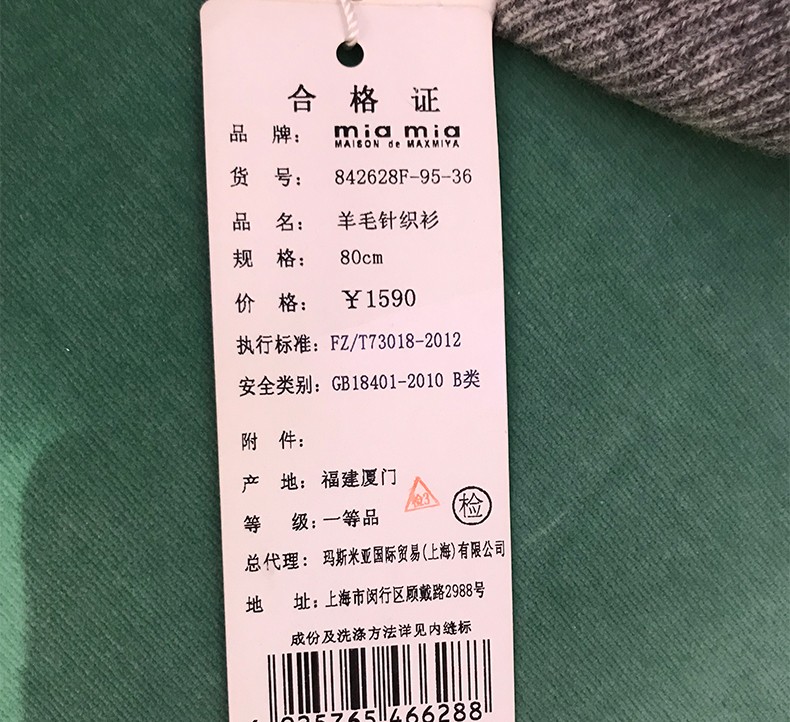 合格证
品 牌: mia mia
MAISON de MAXMIYA
货 号: 842628F-95-36
品 名: 羊毛针织衫
规 格: 80cm
价 格: ￥1590
执行标准: FZ/T73018-2012
安全类别: GB18401-2010 B类
附 件:
产 地: 福建厦门
检3
检
等 级: 一等品
总代理: 玛斯米亚国际贸易(上海)有限公司
地 址: 上海市闵行区顾戴路2988号
成份及洗涤方法详见内缝标
925765 466288